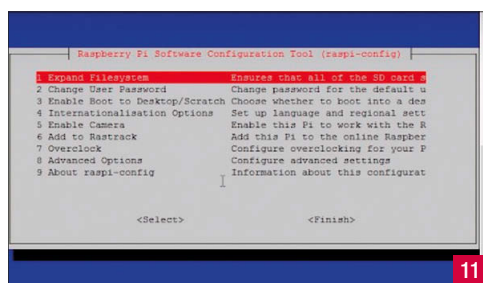 Raspberry Pi Software Configuration Tool (raspi-config)
1 Expand Filesystem Ensures that all of the SD card s
2 Change User Password Change password for the default u
3 Enable Boot to Desktop/Scratch Choose whether to boot into a des
4 Internationalisation Options Set up language and regional sett
5 Enable Camera Enable this Pi to work with the R
6 Add to Rastrack Add this Pi to the online Raspber
7 Overclock Configure overclocking for your P
8 Advanced Options Configure advanced settings
9 About raspi-config Information about this configurat
<Select> <Finish>
11